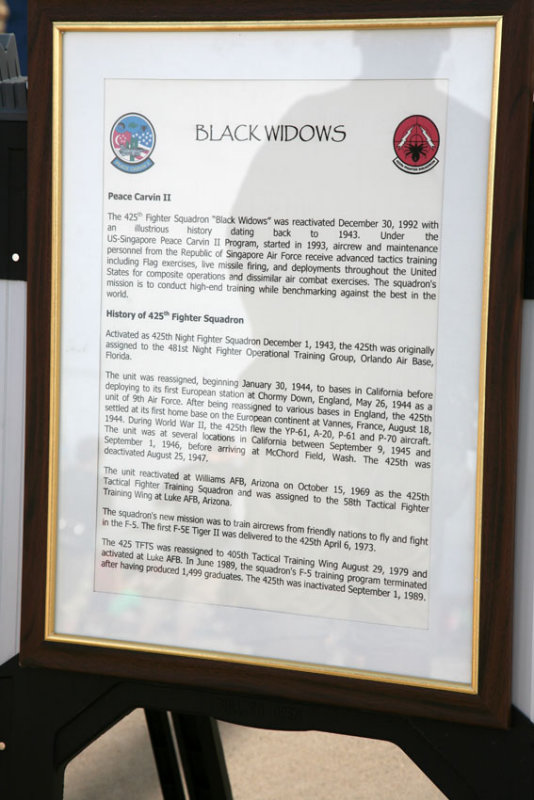 BLACK WIDOWS
Peace Carvin II
The 425th Fighter Squadron "Black Widows" was reactivated December 30, 1992 with
an illustrious history dating back to 1943. Under the
US-Singapore Peace Carvin II Program, started in 1993, aircrew and maintenance
personnel from the Republic of Singapore Air Force receive advanced tactics training
including Flag exercises, live missile firing, and deployments throughout the United
States for composite operations and dissimilar air combat exercises. The squadron's
mission is to conduct high-end training while benchmarking against the best in the
world.
History of 425th Fighter Squadron
Activated as 425th Night Fighter Squadron December 1, 1943, the 425th was originally
assigned to the 481st Night Fighter Operational Training Group, Orlando Air Base,
Florida.
The unit was reassigned, beginning January 30, 1944, to bases in California before
deploying to its first European station at Chormy Down, England, May 26, 1944 as a
unit of 9th Air Force. After being reassigned to various bases in England, the 425th
settled at its first home base on the European continent at Vannes, France, August 18,
1944. During World War II, the 425th flew the YP-61, A-20, P-61 and P-70 aircraft.
The unit was at several locations in California between September 9, 1945 and
September 1, 1946, before arriving at McChord Field, Wash. The 425th was
deactivated August 25, 1947.
The unit reactivated at Williams AFB, Arizona on October 15, 1969 as the 425th
Tactical Fighter Training Squadron and was assigned to the 58th Tactical Fighter
Training Wing at Luke AFB, Arizona.
The squadron's new mission was to train aircrews from friendly nations to fly and fight
in the F-5. The first F-5E Tiger II was delivered to the 425th April 6, 1973.
The 425 TFTS was reassigned to 405th Tactical Training Wing August 29, 1979 and
activated at Luke AFB. In June 1989, the squadron's F-5 training program terminated
after having produced 1,499 graduates. The 425th was inactivated September 1, 1989.